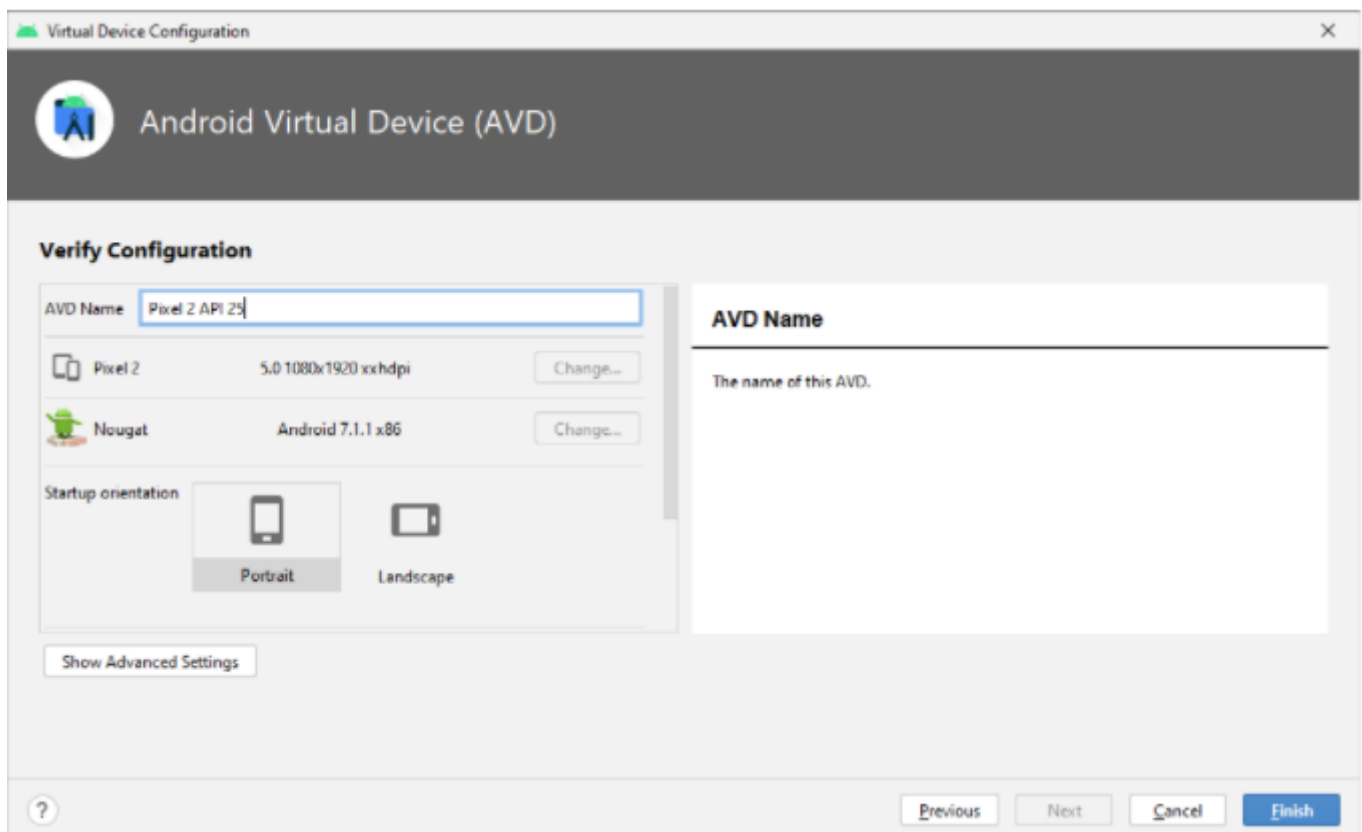 Virtual Device Configuration
Android Virtual Device (AVD)
Verify Configuration
AVD Name Pixel 2 API 25
Pixel 2 5.0 1080x1920 xxhdpi Change...
Nougat Android 7.1.1 x86 Change...
Startup orientation
Portrait Landscape
Show Advanced Settings
AVD Name
The name of this AVD.
? Previous Next Cancel Finish